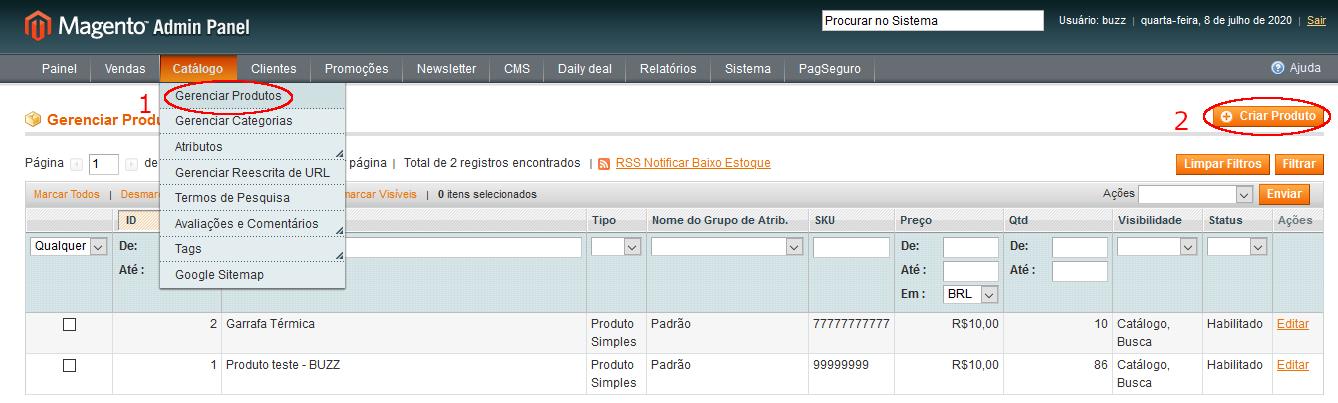 Magento Admin Panel
Procurar no Sistema
Usuário: buzz | quarta-feira, 8 de julho de 2020 | Sair
Painel Vendas Catálogo Clientes Promoções Newsletter CMS Daily deal Relatórios Sistema PagSeguro Ajuda
1 Gerenciar Produtos
Gerenciar Categorias
Atributos
Gerenciar Reescrita de URL
Termos de Pesquisa
Avaliações e Comentários
Tags
Google Sitemap
Gerenciar Produ
2 Criar Produto
Página 1 de página | Total de 2 registros encontrados | RSS Notificar Baixo Estoque
Limpar Filtros Filtrar
Marcar Todos | Desmar marcar Visíveis | 0 itens selecionados
Ações Enviar
ID Tipo Nome do Grupo de Atrib. SKU Preço Qtd Visibilidade Status Ações
Qualquer De: De: De:
Até : Até : Até :
Em : BRL
2 Garrafa Térmica Produto Simples Padrão 77777777777 R$10,00 10 Catálogo, Busca Habilitado Editar
1 Produto teste - BUZZ Produto Simples Padrão 99999999 R$10,00 86 Catálogo, Busca Habilitado Editar